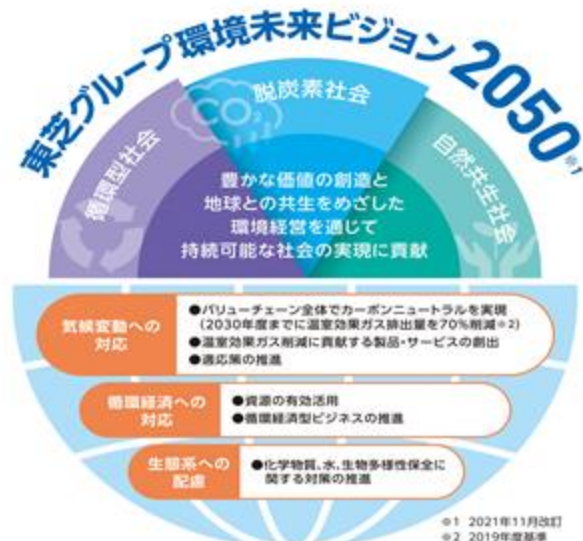 東芝グループ環境未来ビジョン2050※1
循環型社会
脱炭素社会
CO₂
自然共生社会
豊かな価値の創造と
地球との共生をめざした
環境経営を通じて
持続可能な社会の実現に貢献
気候変動への
対応
●バリューチェーン全体でカーボンニュートラルを実現
(2030年度までに温室効果ガス排出量を70%削減※2)
●温室効果ガス削減に貢献する製品・サービスの創出
●適応策の推進
循環経済への
対応
●資源の有効活用
●循環経済型ビジネスの推進
生態系への
配慮
●化学物質、水、生物多様性保全に
関する対策の推進
※1 2021年11月改訂
※2 2019年度基準